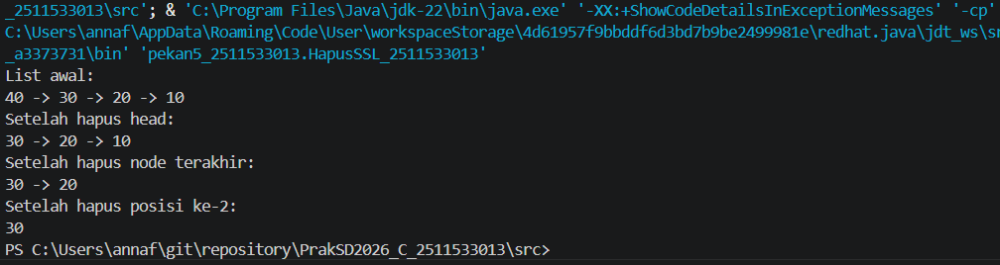 _2511533013\src'; & 'C:\Program Files\Java\jdk-22\bin\java.exe' '-XX:+ShowCodeDetailsInExceptionMessages' '-cp'
C:\Users\annaf\AppData\Roaming\Code\User\workspaceStorage\4d61957f9bbddf6d3bd7b9be2499981e\redhat.java\jdt_ws\s
_a3373731\bin' 'pekan5_2511533013.HapusSSL_2511533013'
List awal:
40 -> 30 -> 20 -> 10
Setelah hapus head:
30 -> 20 -> 10
Setelah hapus node terakhir:
30 -> 20
Setelah hapus posisi ke-2:
30
PS C:\Users\annaf\git\repository\PrakSD2026_C_2511533013\src>